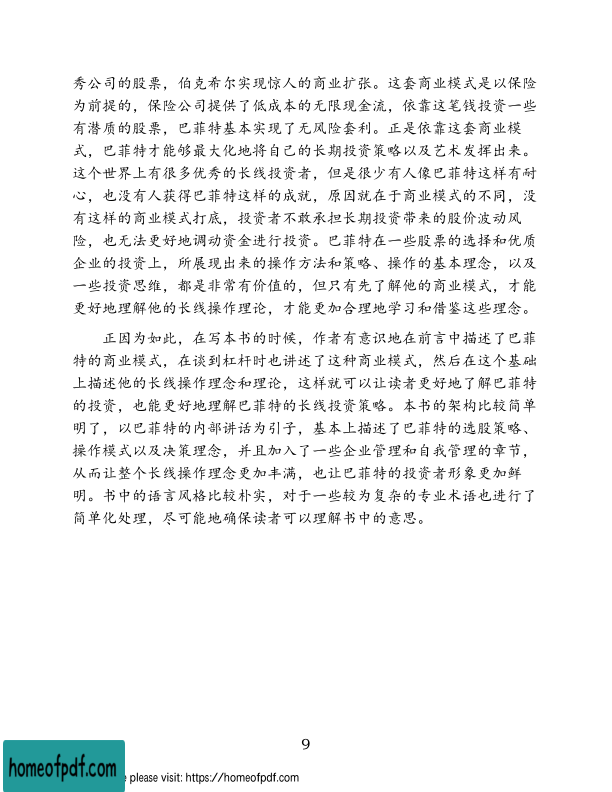 秀公司的股票，伯克希尔实现惊人的商业扩张。这套商业模式是以保险
为前提的，保险公司提供了低成本的无限现金流，依靠这笔钱投资一些
有潜质的股票，巴菲特基本实现了无风险套利。正是依靠这套商业模
式，巴菲特才能够最大化地将自己的长期投资策略以及艺术发挥出来。
这个世界上有很多优秀的长线投资者，但是很少有人像巴菲特这样有耐
心，也没有人获得巴菲特这样的成就，原因就在于商业模式的不同，没
有这样的商业模式打底，投资者不敢承担长期投资带来的股价波动风
险，也无法更好地调动资金进行投资。巴菲特在一些股票的选择和优质
企业的投资上，所展现出来的操作方法和策略、操作的基本理念，以及
一些投资思维，都是非常有价值的，但只有先了解他的商业模式，才能
更好地理解他的长线操作理论，才能更加合理地学习和借鉴这些理念。
正因为如此，在写本书的时候，作者有意识地在前言中描述了巴菲
特的商业模式，在谈到杠杆时也讲述了这种商业模式，然后在这个基础
上描述他的长线操作理念和理论，这样就可以让读者更好地了解巴菲特
的投资，也能更好地理解巴菲特的长线投资策略。本书的架构比较简单
明了，以巴菲特的内部讲话为引子，基本上描述了巴菲特的选股策略、
操作模式以及决策理念，并且加入了一些企业管理和自我管理的章节，
从而让整个长线操作理念更加丰满，也让巴菲特的投资者形象更加鲜
明。书中的语言风格比较朴实，对于一些较为复杂的专业术语也进行了
简单化处理，尽可能地确保读者可以理解书中的意思。
9
homeofpdf.com
please visit: https://homeofpdf.com